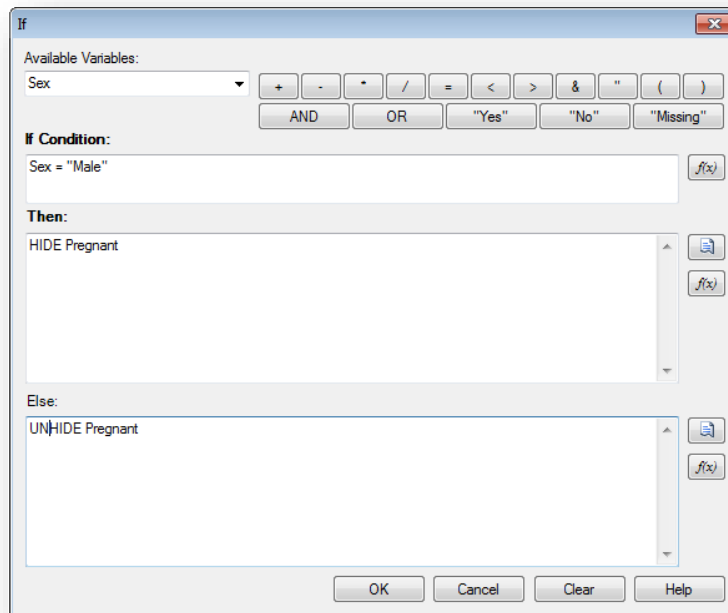 If
Available Variables:
Sex
+ - * / = < > & " ( )
AND OR "Yes" "No" "Missing"
If Condition:
Sex = "Male"
f(x)
Then:
HIDE Pregnant
f(x)
Else:
UNHIDE Pregnant
f(x)
OK Cancel Clear Help